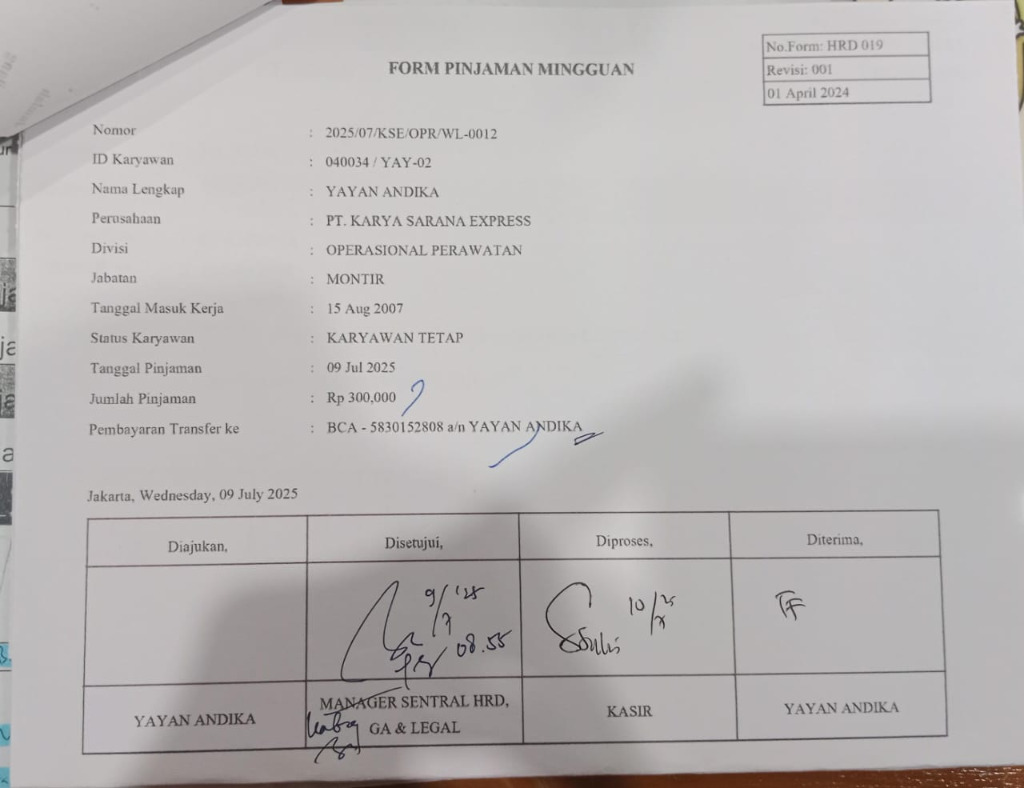 No.Form: HRD 019
FORM PINJAMAN MINGGUAN
Revisi: 001
01 April 2024
Nomor : 2025/07/KSE/OPR/WL-0012
ID Karyawan : 040034 / YAY-02
Nama Lengkap : YAYAN ANDIKA
Perusahaan : PT. KARYA SARANA EXPRESS
Divisi : OPERASIONAL PERAWATAN
Jabatan : MONTIR
Tanggal Masuk Kerja : 15 Aug 2007
Status Karyawan : KARYAWAN TETAP
Tanggal Pinjaman : 09 Jul 2025
Jumlah Pinjaman : Rp 300,000
Pembayaran Transfer ke : BCA - 5830152808 a/n YAYAN ANDIKA
Jakarta, Wednesday, 09 July 2025
Diajukan, Disetujui, Diproses, Diterima,
9/7 '25 10/7 25 TF
08.55
YAYAN ANDIKA MANAGER SENTRAL HRD, KASIR YAYAN ANDIKA
GA & LEGAL